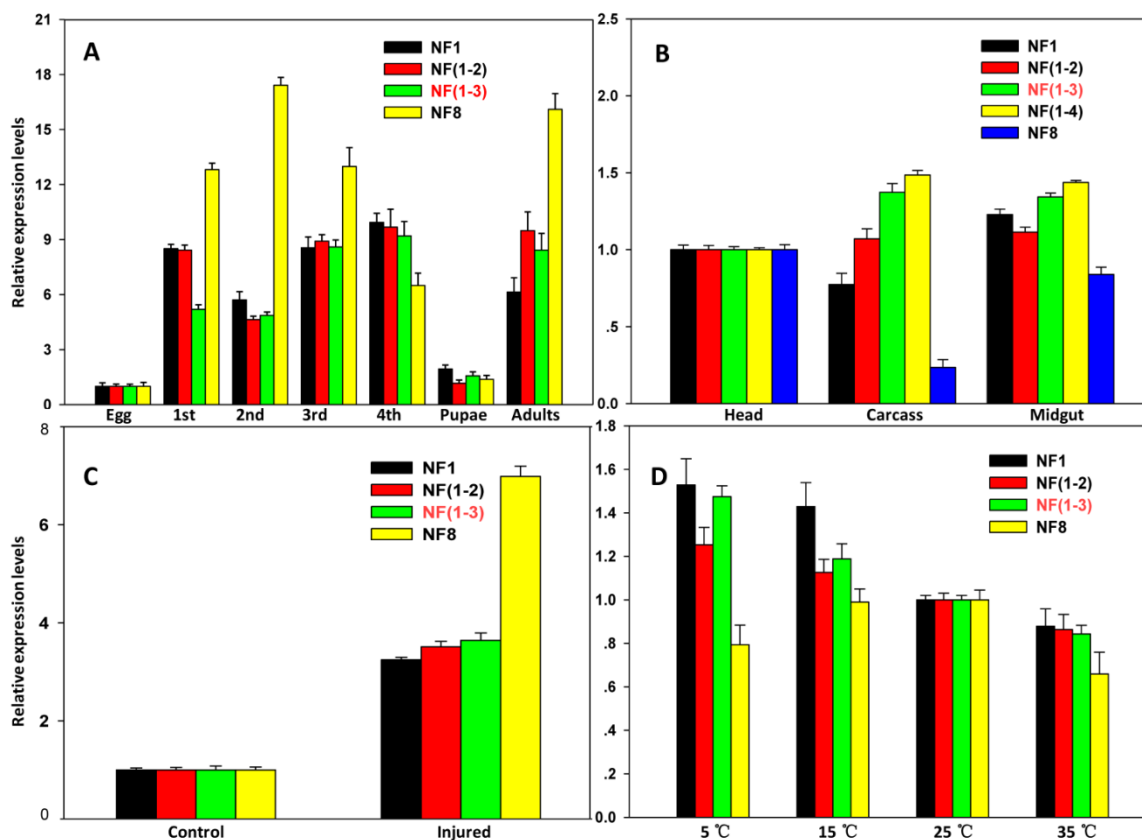 A
Relative expression levels
21
18
15
12
9
6
3
0
NF1
NF(1-2)
NF(1-3)
NF8
Egg 1st 2nd 3rd 4th Pupae Adults
B
2.5
2.0
1.5
1.0
.5
0.0
NF1
NF(1-2)
NF(1-3)
NF(1-4)
NF8
Head Carcass Midgut
C
Relative expression levels
8
6
4
2
0
NF1
NF(1-2)
NF(1-3)
NF8
Control Injured
D
1.6
1.4
1.2
1.0
.8
.6
.4
.2
0.0
NF1
NF(1-2)
NF(1-3)
NF8
5 ℃ 15 ℃ 25 ℃ 35 ℃